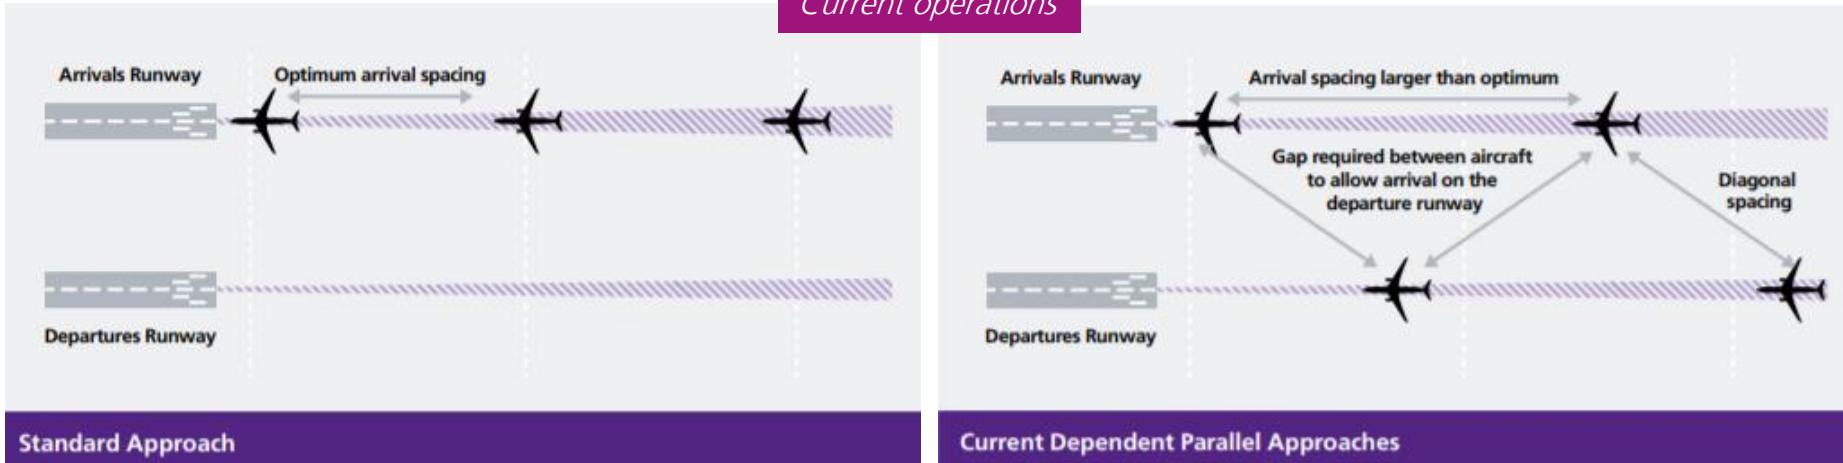 Current operations
Arrivals Runway
Optimum arrival spacing
Departures Runway
Standard Approach
Arrivals Runway
Arrival spacing larger than optimum
Gap required between aircraft
to allow arrival on the
departure runway
Diagonal
spacing
Departures Runway
Current Dependent Parallel Approaches